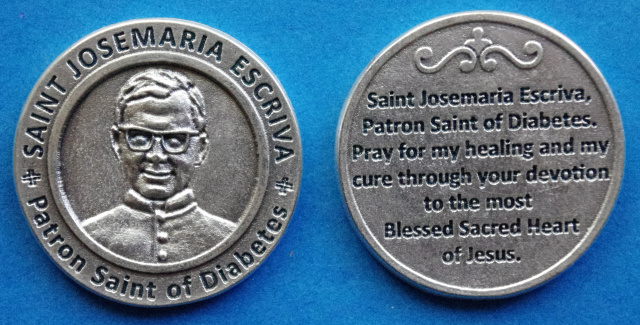 SAINT JOSEMARIA ESCRIVA
Patron Saint of Diabetes
Saint Josemaria Escriva,
Patron Saint of Diabetes.
Pray for my healing and my
cure through your devotion
to the most
Blessed Sacred Heart
of Jesus.